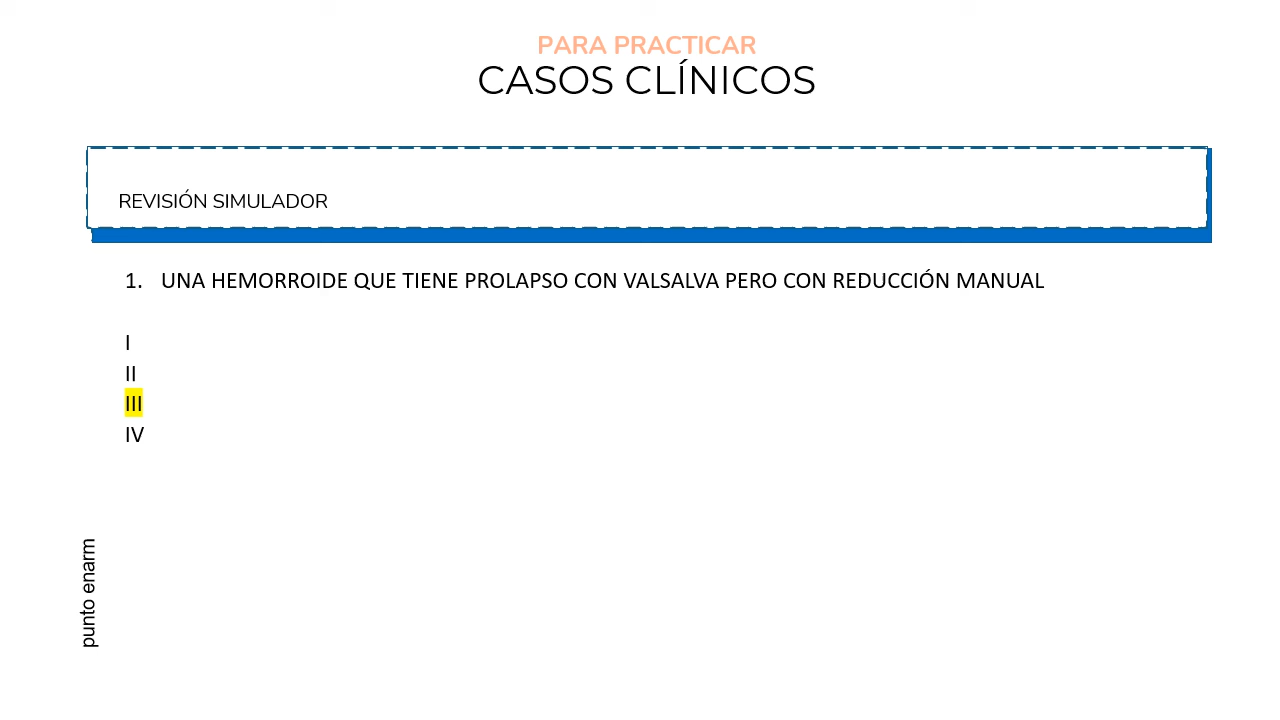 PARA PRACTICAR
CASOS CLÍNICOS
REVISIÓN SIMULADOR
1. UNA HEMORROIDE QUE TIENE PROLAPSO CON VALSALVA PERO CON REDUCCIÓN MANUAL
I
II
III
IV
punto enarm